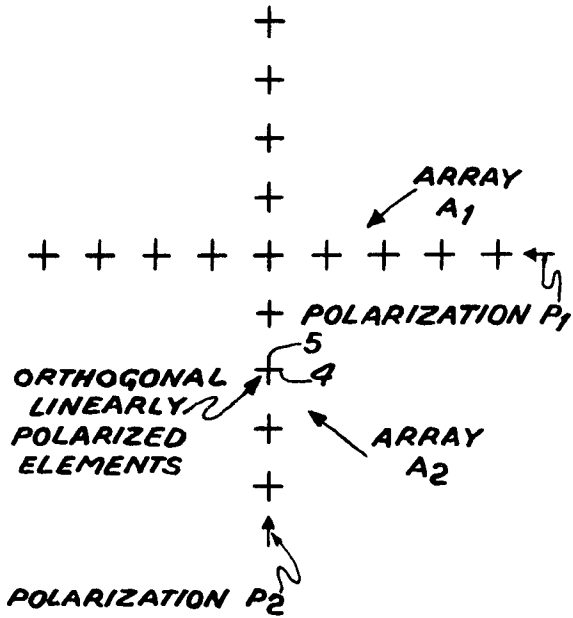 ARRAY
A1
POLARIZATION P1
5
4
ORTHOGONAL
LINEARLY
POLARIZED
ELEMENTS
ARRAY
A2
POLARIZATION P2